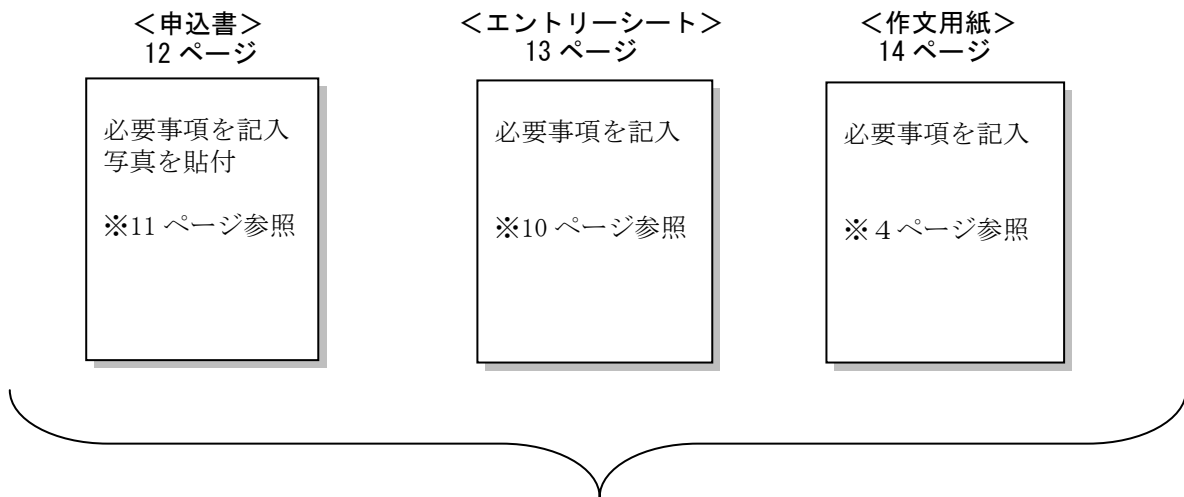 ＜申込書＞
12 ページ
必要事項を記入
写真を貼付
※11 ページ参照
＜エントリーシート＞
13 ページ
必要事項を記入
※10 ページ参照
＜作文用紙＞
14 ページ
必要事項を記入
※４ページ参照